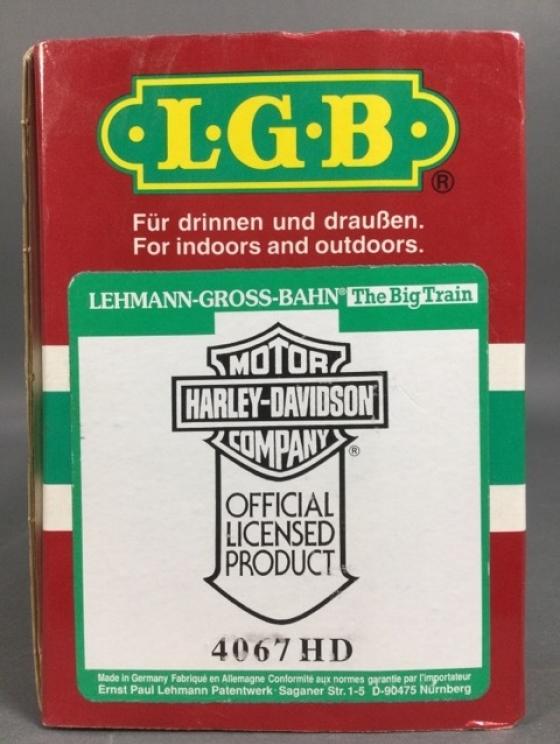 L·G·B
®
Für drinnen und draußen.
For indoors and outdoors.
LEHMANN-GROSS-BAHN® The Big Train
MOTOR
HARLEY-DAVIDSON
COMPANY
®
OFFICIAL
LICENSED
PRODUCT
4067 HD
Made in Germany Fabriqué en Allemagne Conformité aux normes garantie par l'importateur
Ernst Paul Lehmann Patentwerk · Saganer Str. 1-5 D-90475 Nürnberg